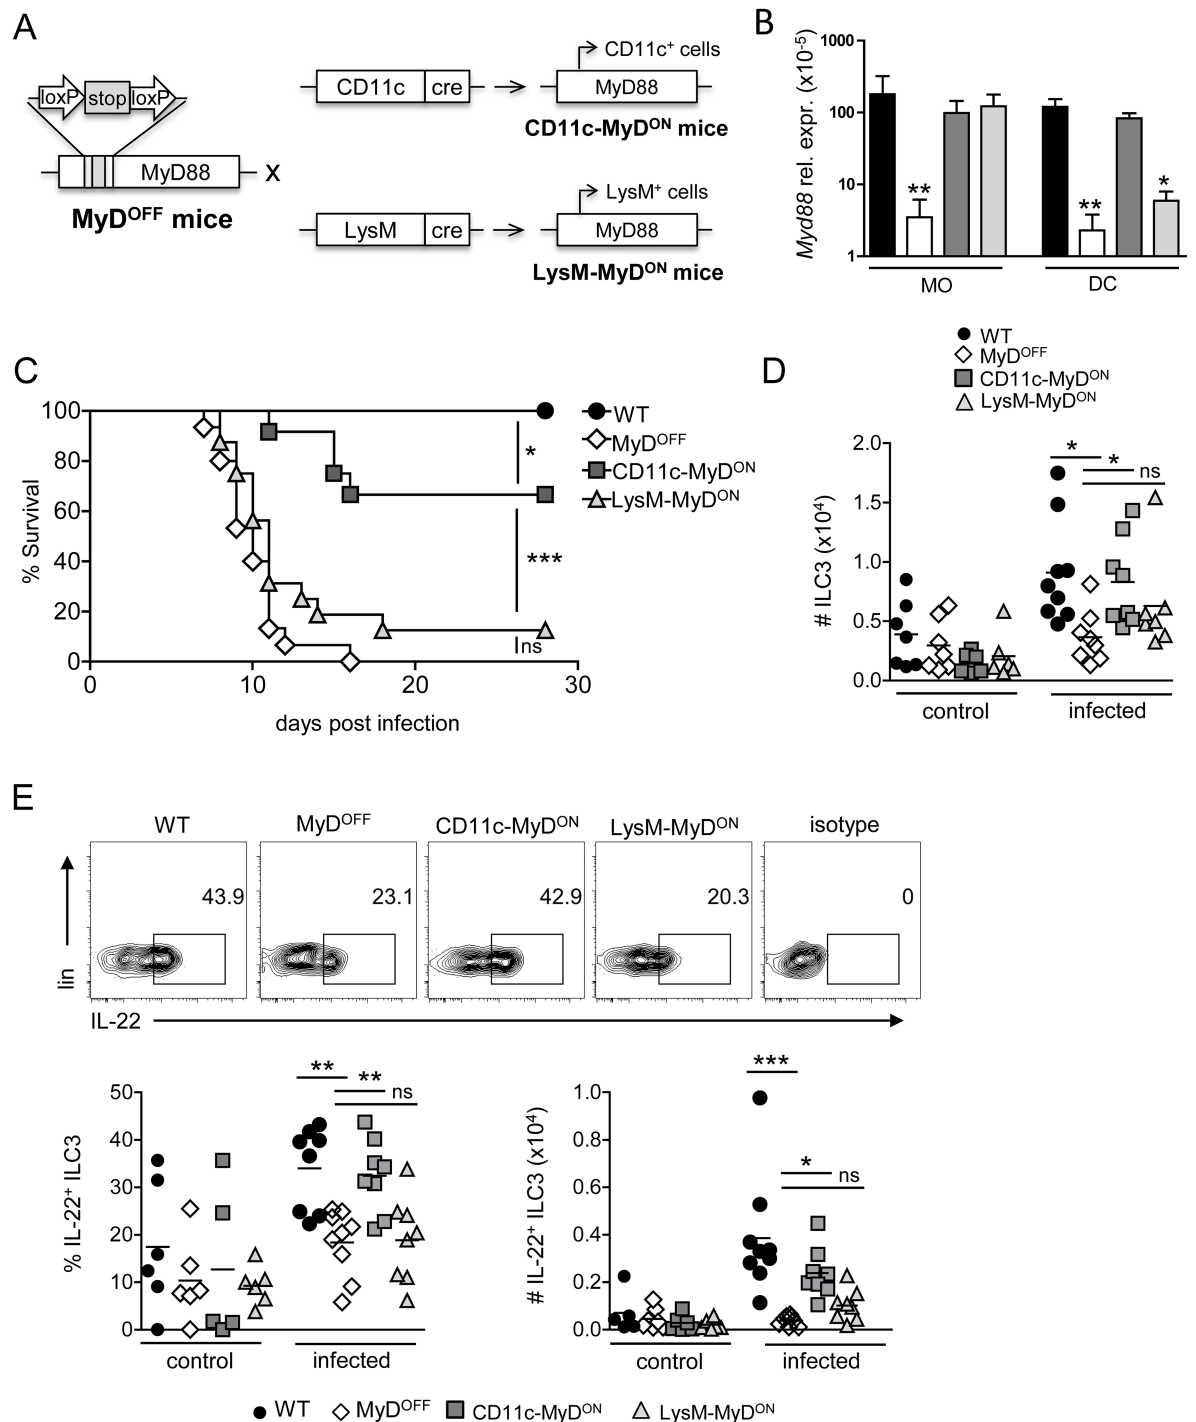 A
loxP stop loxP
MyD88
X
MyDOFF mice
CD11c cre
CD11c+ cells
MyD88
CD11c-MyDON mice
LysM cre
LysM+ cells
MyD88
LysM-MyDON mice
B
Myd88 rel. expr. (x10-5)
1000
100
10
1
**
**
*
MO
DC
C
% Survival
100
80
60
40
20
0
0
10
20
30
days post infection
WT
MyDOFF
CD11c-MyDON
LysM-MyDON
*
***
ns
D
WT
MyDOFF
CD11c-MyDON
LysM-MyDON
# ILC3 (x104)
2.0
1.5
1.0
0.5
0.0
*
*
ns
control
infected
E
WT
MyDOFF
CD11c-MyDON
LysM-MyDON
isotype
43.9
23.1
42.9
20.3
0
lin
IL-22
% IL-22+ ILC3
50
40
30
20
10
0
**
**
ns
control
infected
# IL-22+ ILC3 (x104)
1.0
0.8
0.6
0.4
0.2
0.0
***
*
ns
control
infected
WT
MyDOFF
CD11c-MyDON
LysM-MyDON